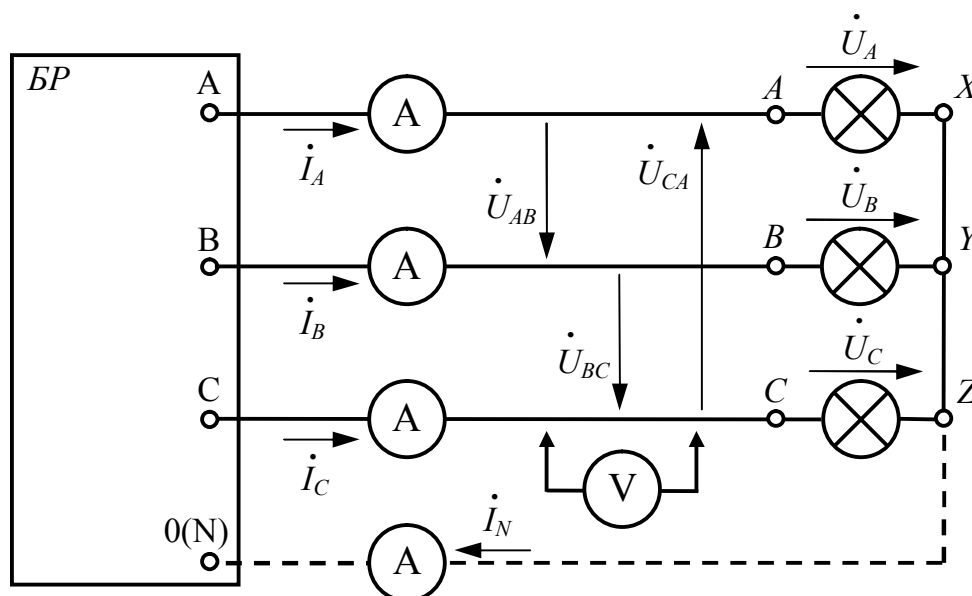 БР
A
A
A
U̇_A
X
İ_A
U̇_AB
U̇_CA
B
A
B
U̇_B
Y
İ_B
U̇_BC
C
A
C
U̇_C
Z
İ_C
V
0(N)
A
İ_N